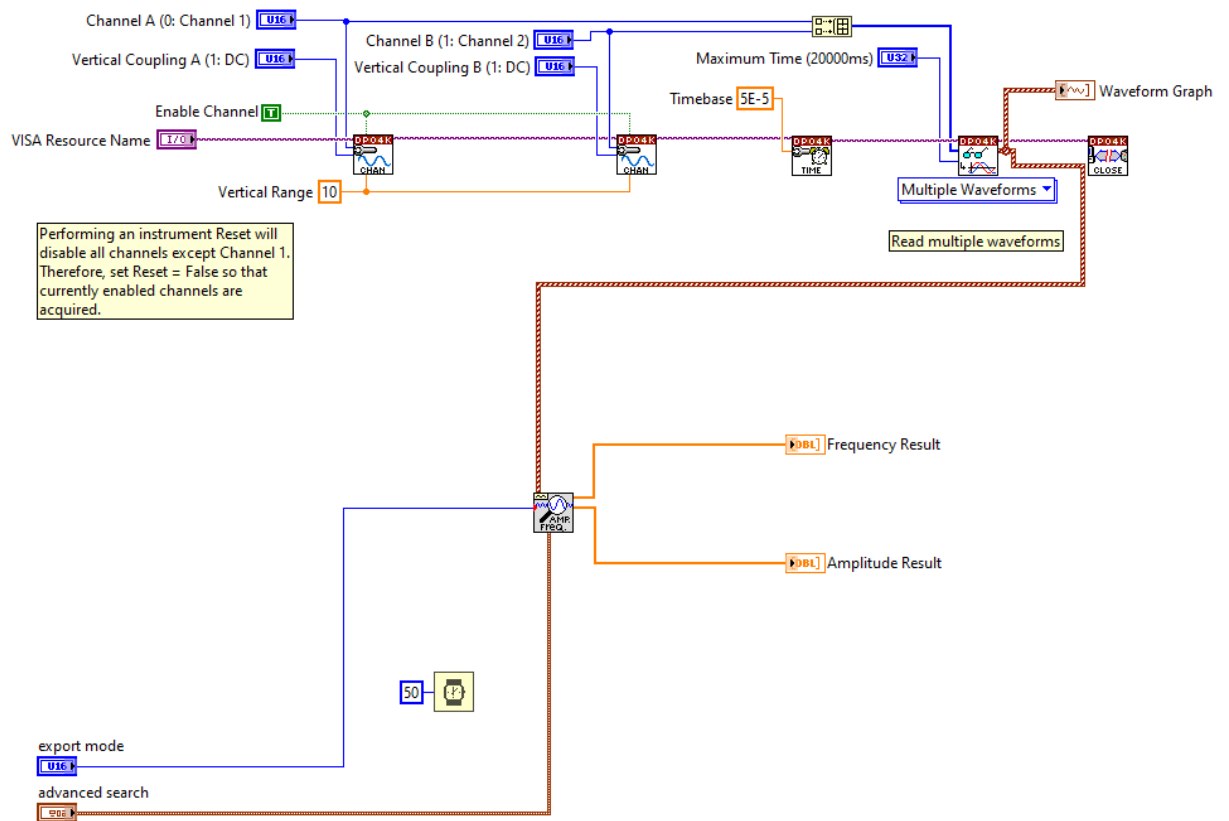 Channel A (0: Channel 1)
U16
Channel B (1: Channel 2)
U16
Vertical Coupling A (1: DC)
U16
Vertical Coupling B (1: DC)
U16
Maximum Time (20000ms)
U32
Timebase
5E-5
Waveform Graph
Enable Channel
T
VISA Resource Name
I/O
DPO4K
CHAN
DPO4K
CHAN
DPO4K
TIME
DPO4K
DPO4K
CLOSE
Vertical Range
10
Multiple Waveforms
Performing an instrument Reset will
disable all channels except Channel 1.
Therefore, set Reset = False so that
currently enabled channels are
acquired.
Read multiple waveforms
DBL
Frequency Result
AMP
Freq.
DBL
Amplitude Result
50
export mode
U16
advanced search